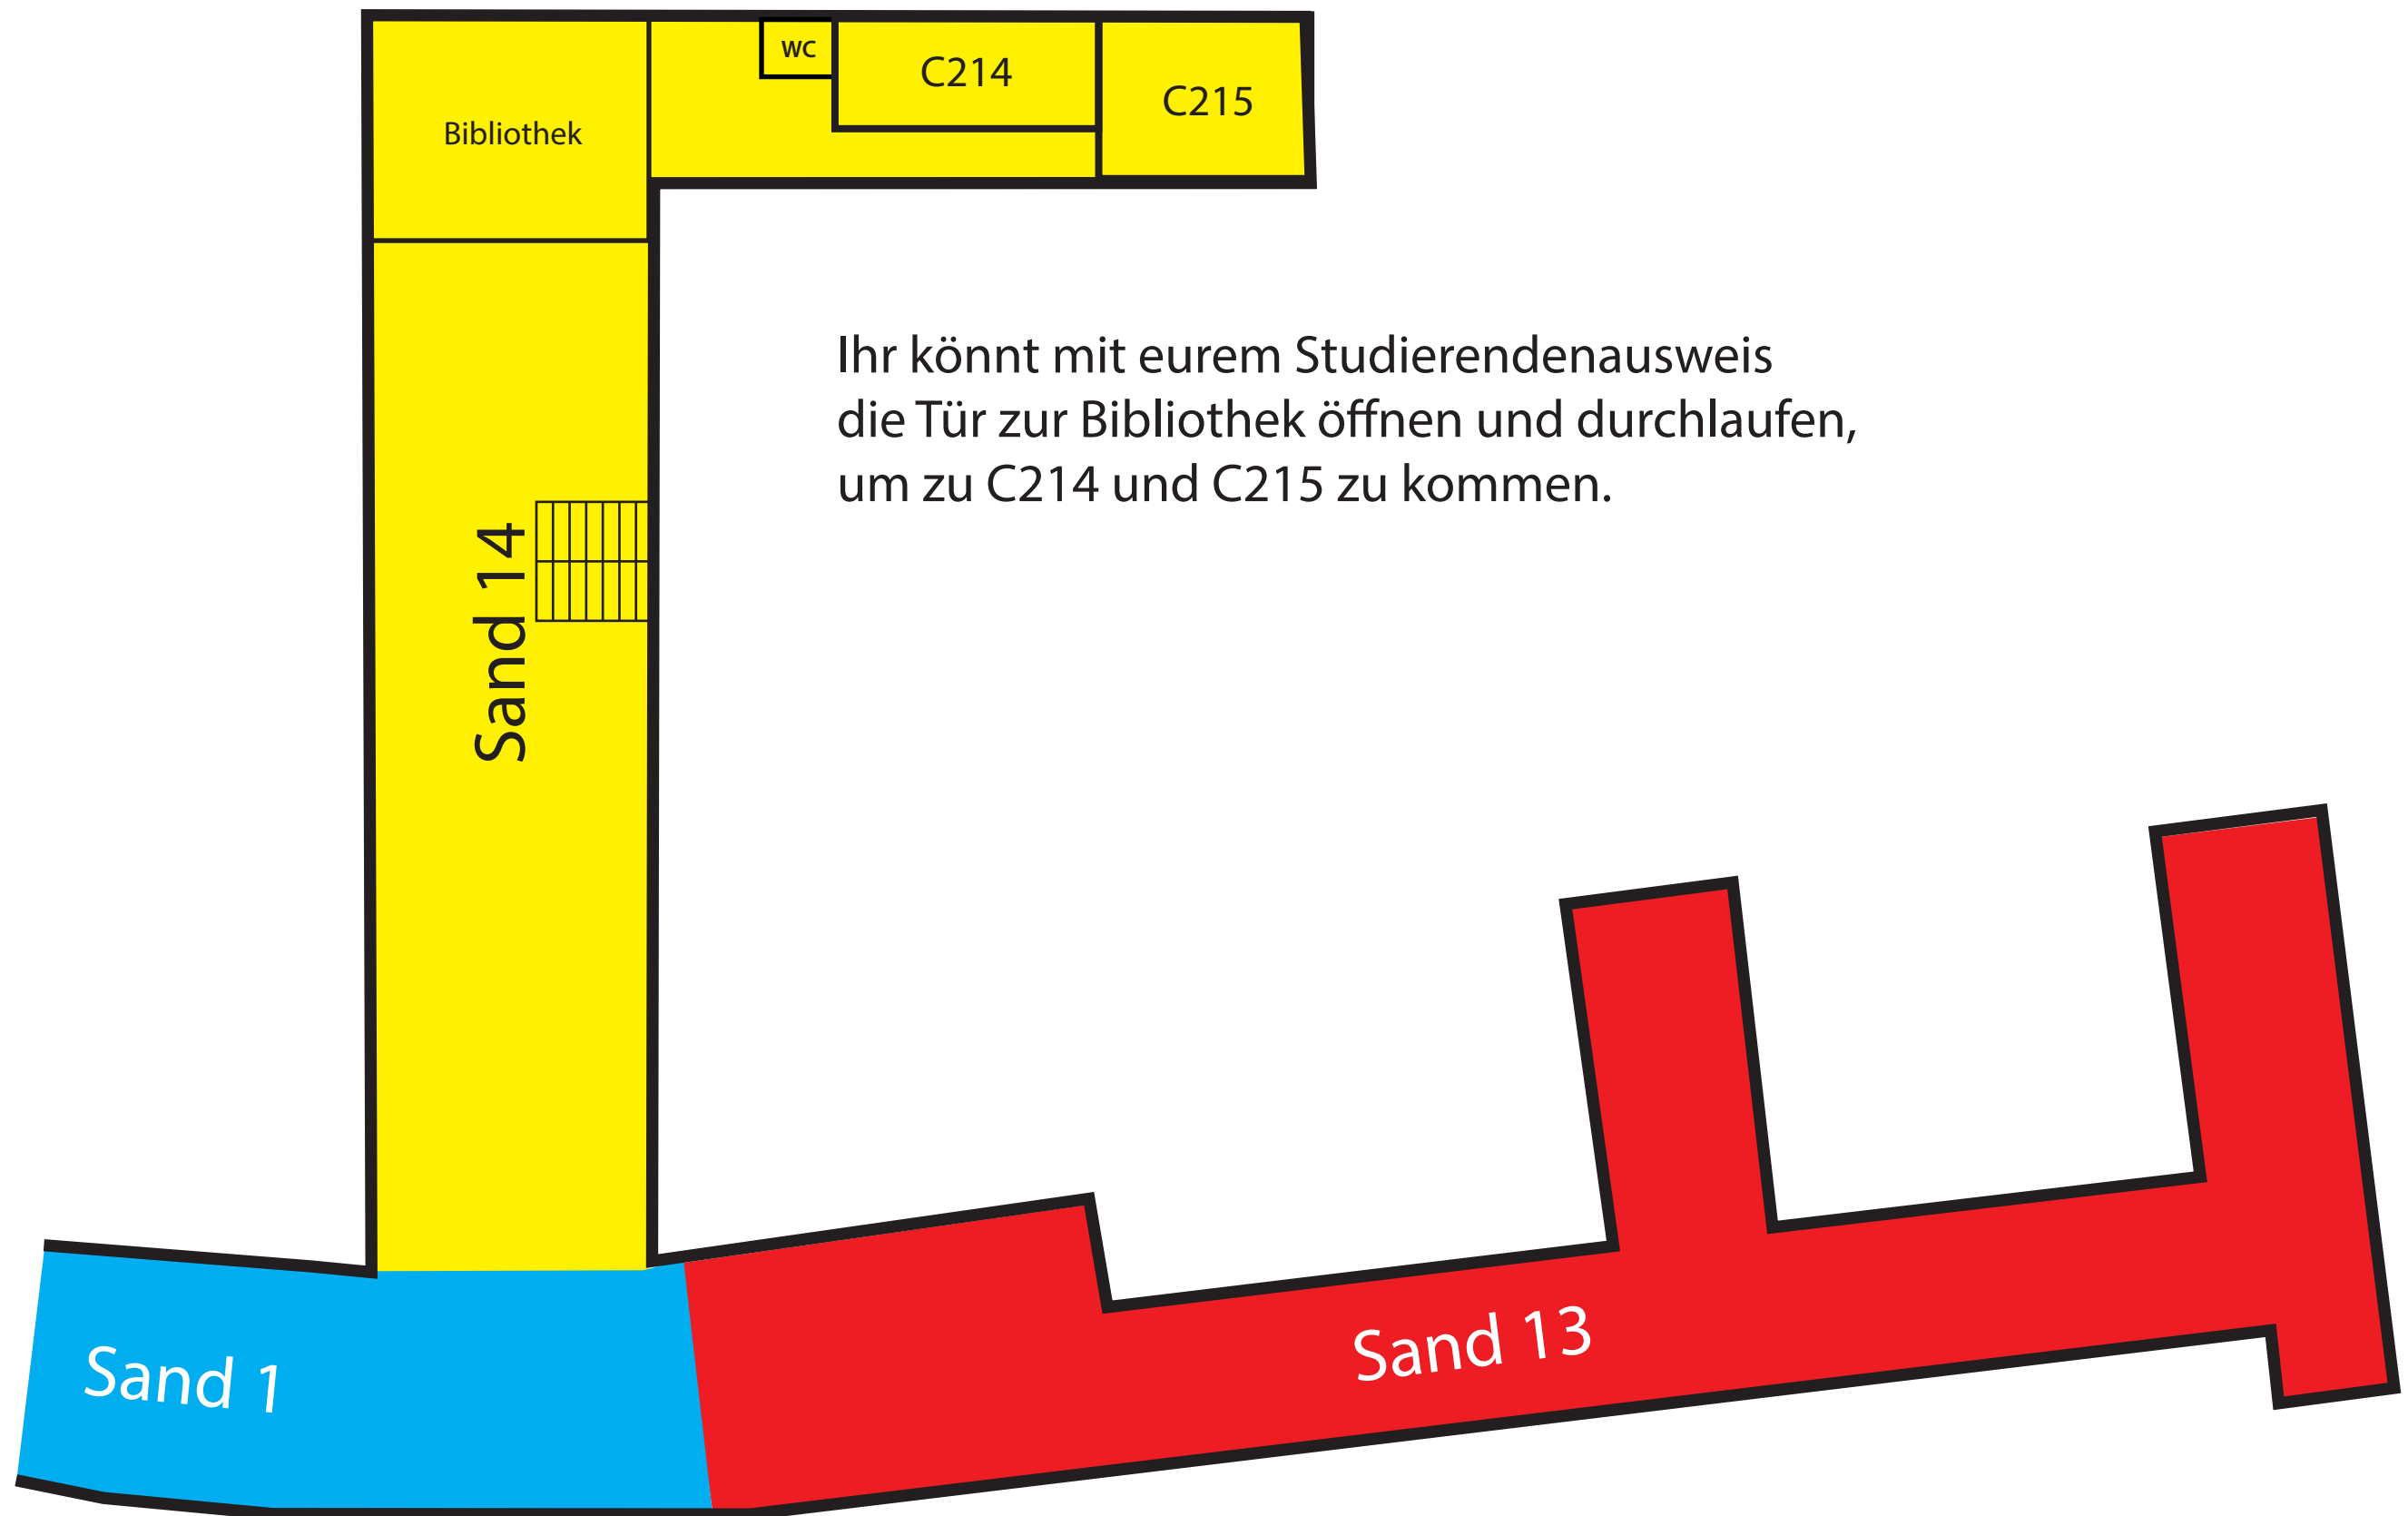 WC
C214
C215
Bibliothek
Ihr könnt mit eurem Studierendenausweis
die Tür zur Bibliothek öffnen und durchlaufen,
um zu C214 und C215 zu kommen.
Sand 14
Sand 1
Sand 13